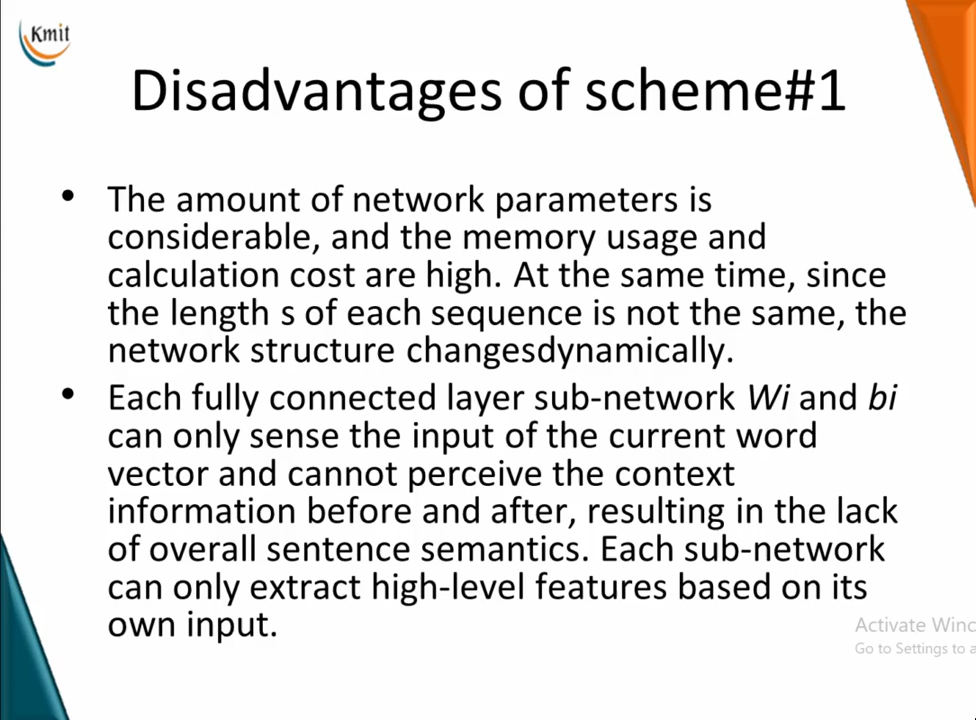 Kmit
Disadvantages of scheme#1
• The amount of network parameters is
considerable, and the memory usage and
calculation cost are high. At the same time, since
the length s of each sequence is not the same, the
network structure changesdynamically.
• Each fully connected layer sub-network Wi and bi
can only sense the input of the current word
vector and cannot perceive the context
information before and after, resulting in the lack
of overall sentence semantics. Each sub-network
can only extract high-level features based on its
own input.
Activate Winc
Go to Settings to a